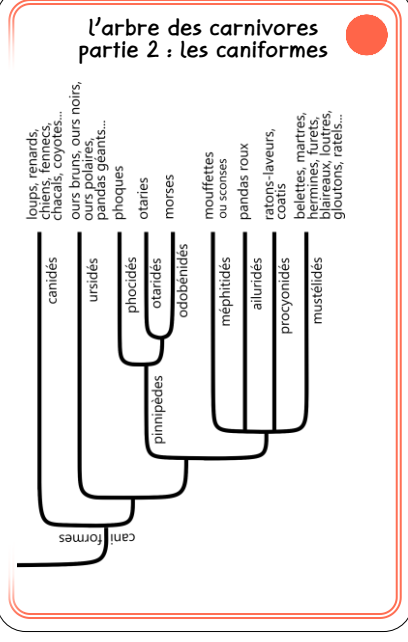 l'arbre des carnivores
partie 2 : les caniformes
loups, renards,
chiens, fennecs,
chacals, coyotes...
ours bruns, ours noirs,
ours polaires,
pandas géants...
phoques
otaries
morses
mouffettes
ou sconses
pandas roux
ratons-laveurs,
coatis
belettes, martres,
hermines, furets,
blaireaux, loutres,
gloutons, ratels...
canidés
ursidés
phocidés
otaridés
odobénidés
méphitidés
ailuridés
procyonidés
mustélidés
pinnipèdes
caniformes